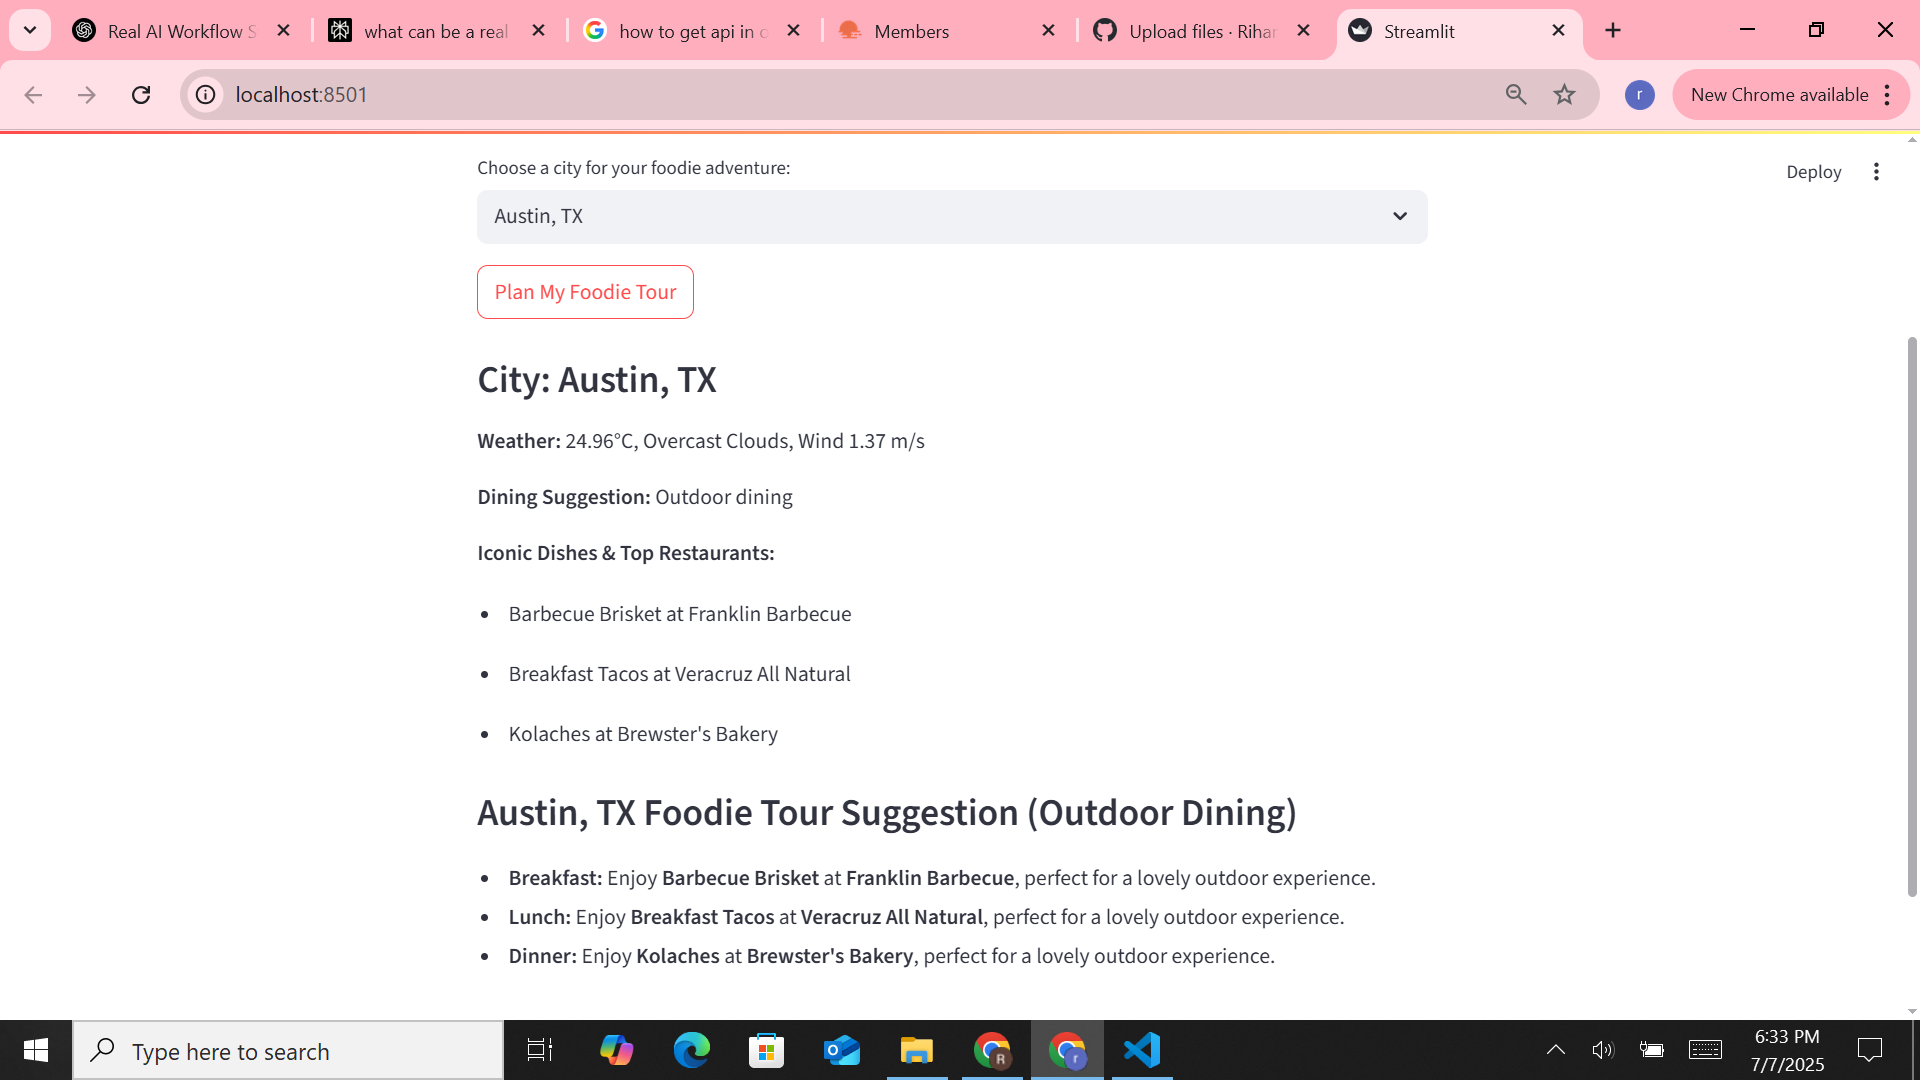 Real AI Workflow S
what can be a real
how to get api in o
Members
Upload files · Rihar
Streamlit
localhost:8501
r
New Chrome available
Choose a city for your foodie adventure:
Deploy
Austin, TX
Plan My Foodie Tour
City: Austin, TX
Weather: 24.96°C, Overcast Clouds, Wind 1.37 m/s
Dining Suggestion: Outdoor dining
Iconic Dishes & Top Restaurants:
• Barbecue Brisket at Franklin Barbecue
• Breakfast Tacos at Veracruz All Natural
• Kolaches at Brewster's Bakery
Austin, TX Foodie Tour Suggestion (Outdoor Dining)
• Breakfast: Enjoy Barbecue Brisket at Franklin Barbecue, perfect for a lovely outdoor experience.
• Lunch: Enjoy Breakfast Tacos at Veracruz All Natural, perfect for a lovely outdoor experience.
• Dinner: Enjoy Kolaches at Brewster's Bakery, perfect for a lovely outdoor experience.
Type here to search
R
r
6:33 PM
7/7/2025